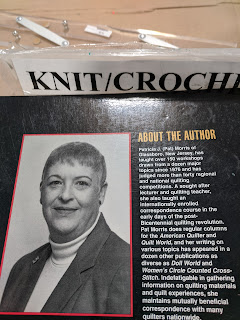 KNIT/CROCHE
ABOUT THE AUTHOR
Patricia J. (Pat) Morris of
Glassboro, New Jersey, has
taught over 150 workshops
drawn from a dozen major
topics since 1976 and has
judged more than forty regional
and national quilting
competitions. A sought after
lecturer and quilting teacher,
she also taught an
internationally enrolled
correspondence course in the
early days of the post-
Bicentennial quilting revolution.
Pat Morris does regular columns
for the American Quilter and
Quilt World, and her writing on
various topics has appeared in a
dozen other publications as
diverse as Doll World and
Women's Circle Counted Cross-
Stitch. Indefatigable in gathering
information on quilting materials
and quilt experiences, she
maintains mutually beneficial
correspondence with many
quilters nationwide.